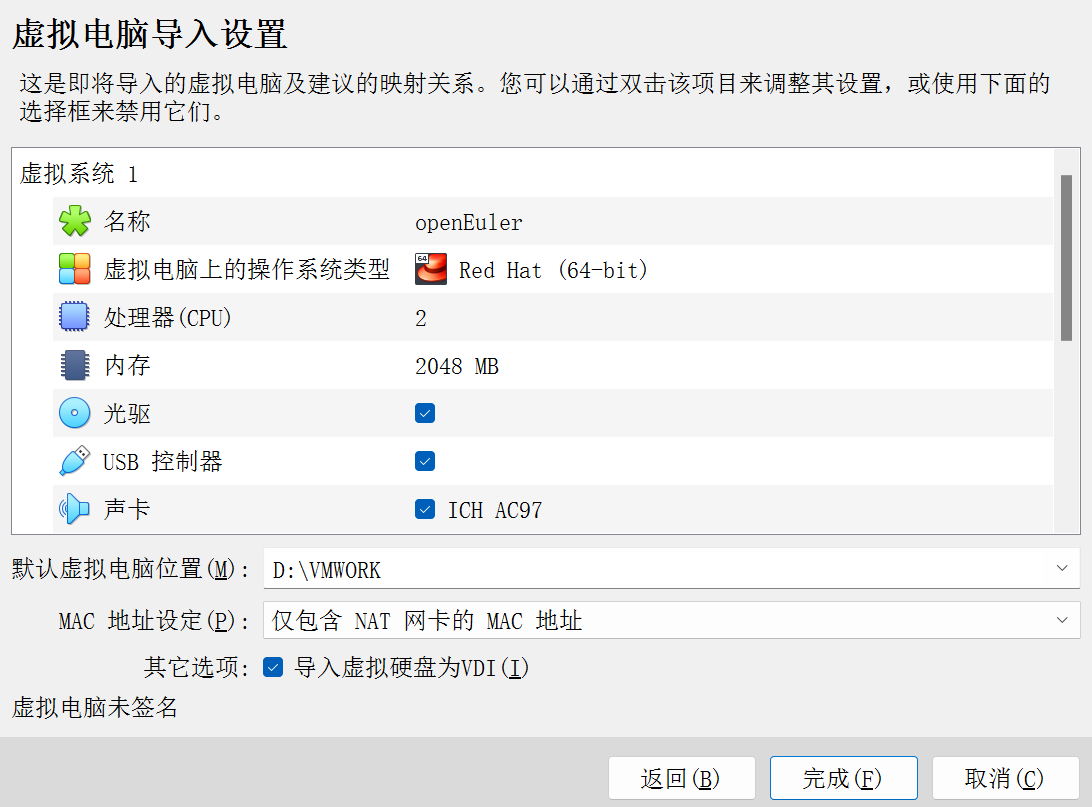 虚拟电脑导入设置
这是即将导入的虚拟电脑及建议的映射关系。您可以通过双击该项目来调整其设置，或使用下面的
选择框来禁用它们。
虚拟系统 1
名称 openEuler
虚拟电脑上的操作系统类型 64 Red Hat (64-bit)
处理器(CPU) 2
内存 2048 MB
光驱
USB 控制器
声卡 ICH AC97
默认虚拟电脑位置(M): D:\VMWORK
MAC 地址设定(P): 仅包含 NAT 网卡的 MAC 地址
其它选项: 导入虚拟硬盘为VDI(I)
虚拟电脑未签名
返回(B) 完成(F) 取消(C)